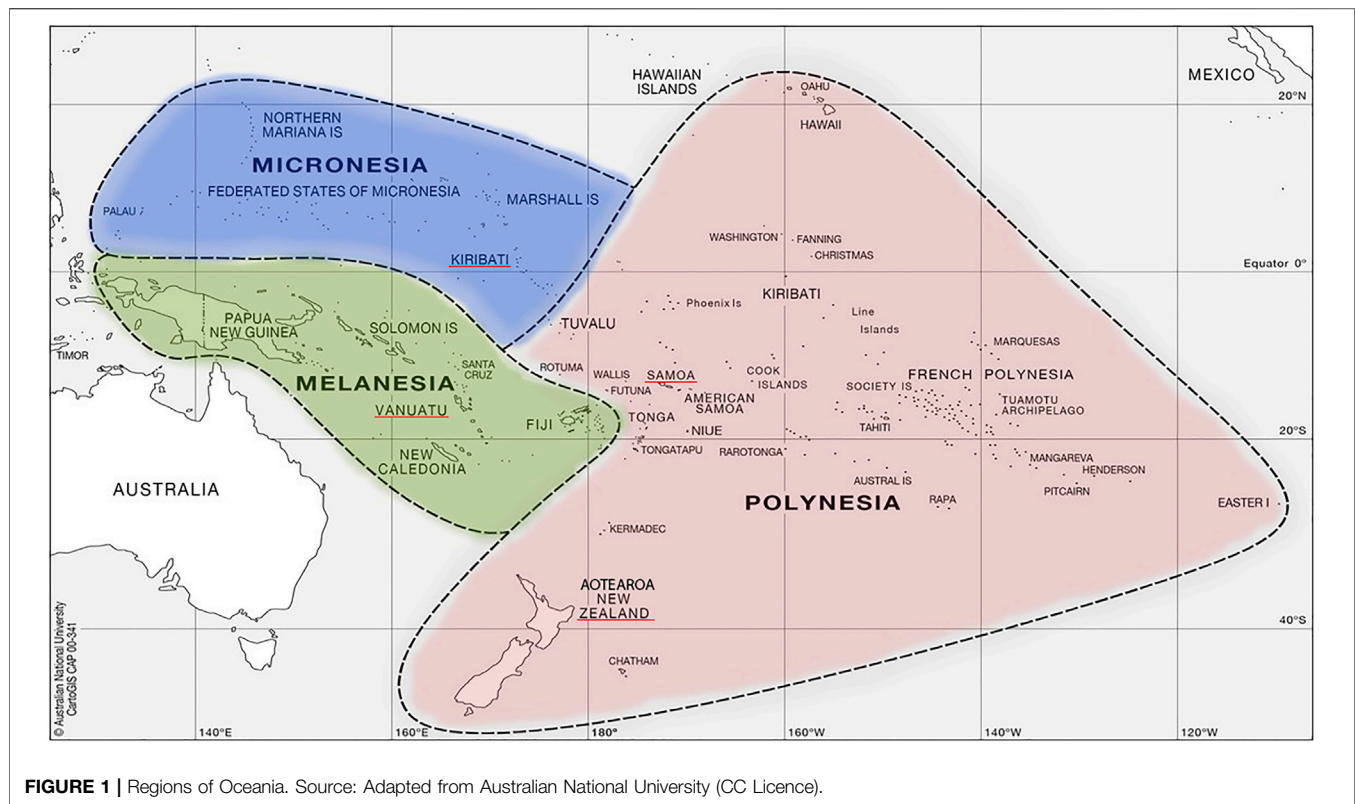 HAWAIIAN
ISLANDS
MEXICO
OAHU
20°N
HAWAII
NORTHERN
MARIANA IS
MICRONESIA
FEDERATED STATES OF MICRONESIA
MARSHALL IS
PALAU
WASHINGTON
FANNING
CHRISTMAS
KIRIBATI
Equator 0°
KIRIBATI
Phoenix Is
Line
Islands
PAPUA
NEW GUINEA
SOLOMON IS
TUVALU
MARQUESAS
TIMOR
SANTA
CRUZ
ROTUMA
WALLIS
SAMOA
COOK
ISLANDS
FRENCH POLYNESIA
MELANESIA
FUTUNA
SOCIETY IS
AMERICAN
SAMOA
TUAMOTU
ARCHIPELAGO
VANUATU
FIJI
TONGA
NIUE
TAHITI
20°S
NEW
CALEDONIA
TONGATAPU
RAROTONGA
MANGAREVA
HENDERSON
AUSTRAL IS
PITCAIRN
AUSTRALIA
POLYNESIA
RAPA
EASTER I
KERMADEC
AOTEAROA
NEW
ZEALAND
40°S
CHATHAM
© Australian National University
CartoGIS CAP 00-341
140°E
160°E
180°
160°W
140°W
120°W
FIGURE 1 | Regions of Oceania. Source: Adapted from Australian National University (CC Licence).